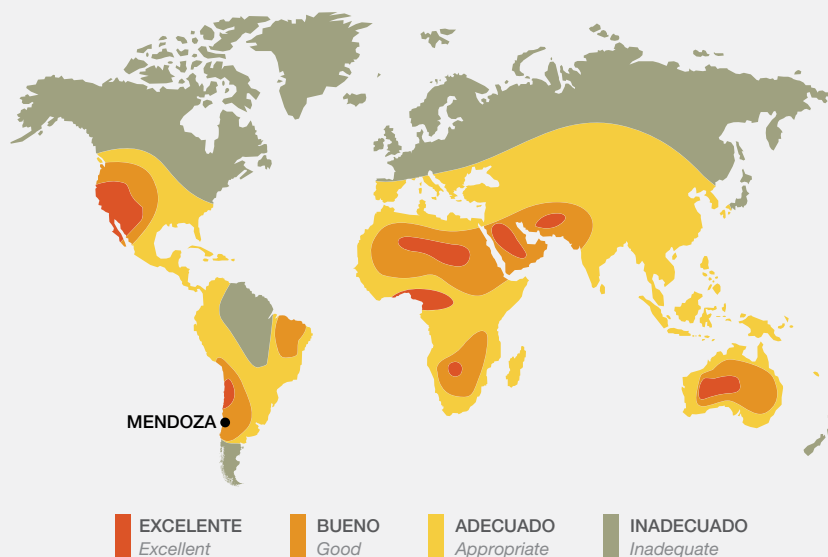 MENDOZA
EXCELENTE
Excellent
BUENO
Good
ADECUADO
Appropriate
INADECUADO
Inadequate